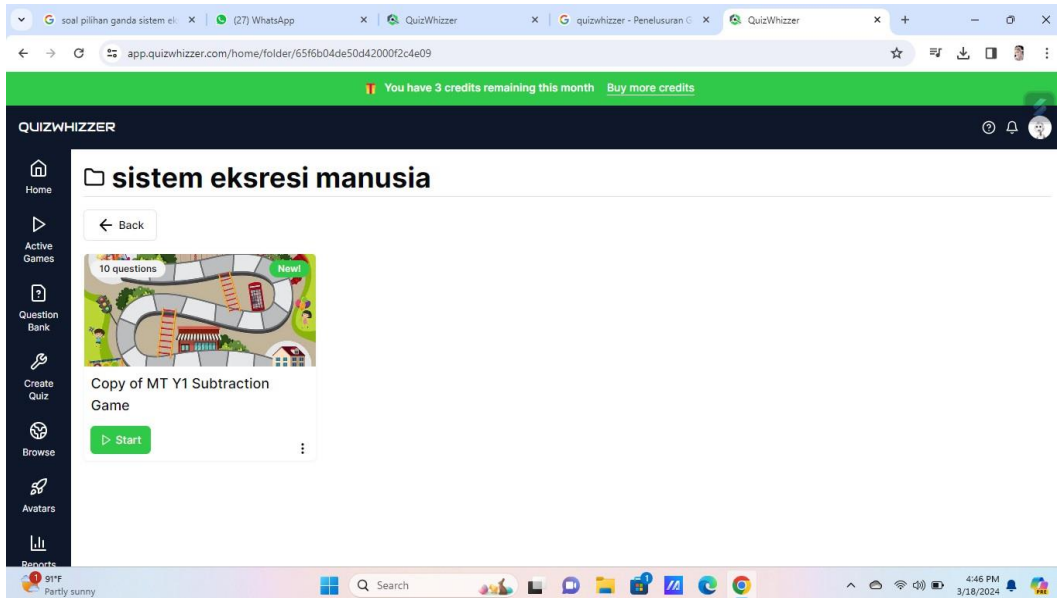 soal pilihan ganda sistem ek
(27) WhatsApp
QuizWhizzer
quizwhizzer - Penelusuran G
QuizWhizzer
app.quizwhizzer.com/home/folder/65f6b04de50d42000f2c4e09
You have 3 credits remaining this month Buy more credits
QUIZWHIZZER
Home
Active
Games
Question
Bank
Create
Quiz
Browse
Avatars
Reports
sistem eksresi manusia
Back
10 questions
New!
Copy of MT Y1 Subtraction
Game
Start
1
91°F
Partly sunny
Search
4:46 PM
3/18/2024
PRE